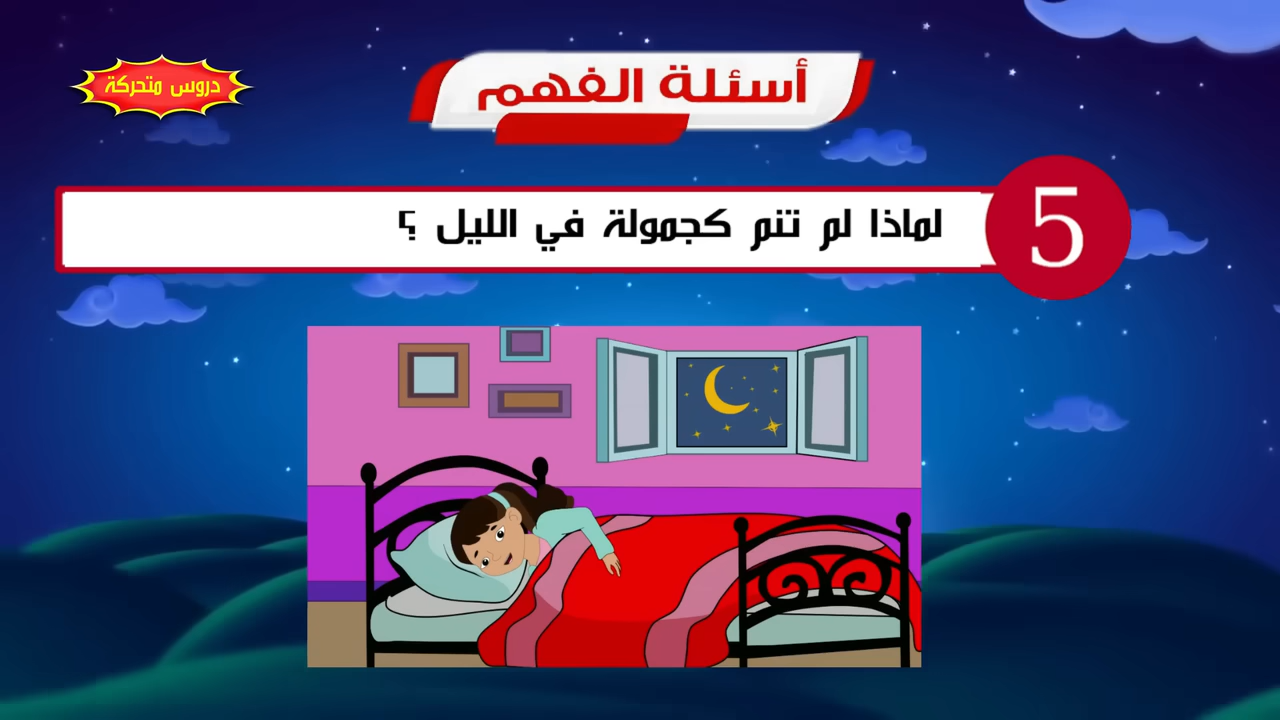 دروس متحركة
أسئلة الفهم
5
لماذا لم تنم كجمولة في الليل ؟